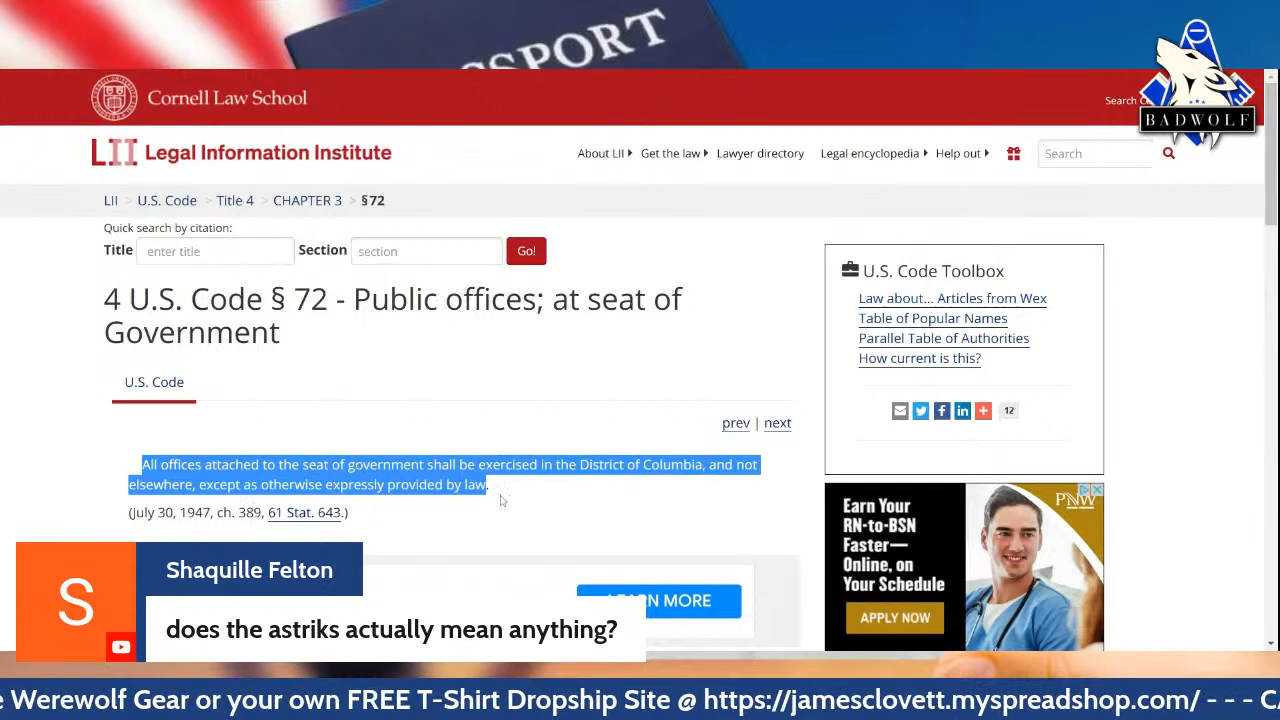 SSPORT
Cornell Law School
Search C
BADWOLF
LII Legal Information Institute
About LII Get the law Lawyer directory Legal encyclopedia Help out
Search
LII > U.S. Code > Title 4 > CHAPTER 3 > § 72
Quick search by citation:
Title enter title Section section Go!
4 U.S. Code § 72 - Public offices; at seat of
Government
U.S. Code
prev | next
All offices attached to the seat of government shall be exercised in the District of Columbia, and not
elsewhere, except as otherwise expressly provided by law.
(July 30, 1947, ch. 389, 61 Stat. 643.)
U.S. Code Toolbox
Law about... Articles from Wex
Table of Popular Names
Parallel Table of Authorities
How current is this?
12
Earn Your
RN-to-BSN
Faster—
Online, on
Your Schedule
APPLY NOW
PNW
LEARN MORE
S
Shaquille Felton
does the astriks actually mean anything?
e Werewolf Gear or your own FREE T-Shirt Dropship Site @ https://jamesclovett.myspreadshop.com/ - - - CA